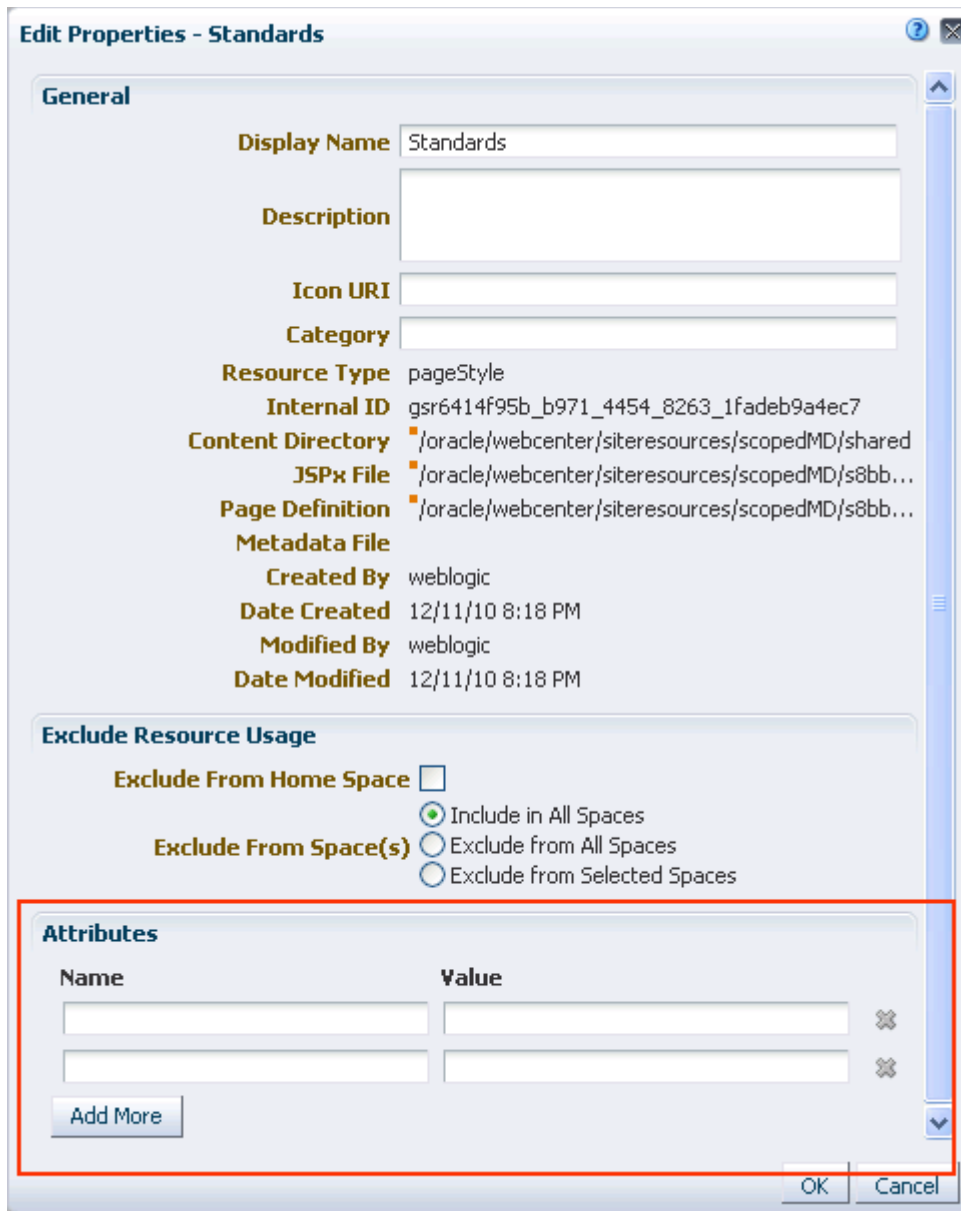 Edit Properties - Standards
General
Display Name Standards
Description
Icon URI
Category
Resource Type pageStyle
Internal ID gsr6414f95b_b971_4454_8263_1fadeb9a4ec7
Content Directory /oracle/webcenter/siteresources/scopedMD/shared
JSPx File /oracle/webcenter/siteresources/scopedMD/s8bb...
Page Definition /oracle/webcenter/siteresources/scopedMD/s8bb...
Metadata File
Created By weblogic
Date Created 12/11/10 8:18 PM
Modified By weblogic
Date Modified 12/11/10 8:18 PM
Exclude Resource Usage
Exclude From Home Space
Include in All Spaces
Exclude From Space(s) Exclude from All Spaces
Exclude from Selected Spaces
Attributes
Name Value
Add More
OK Cancel